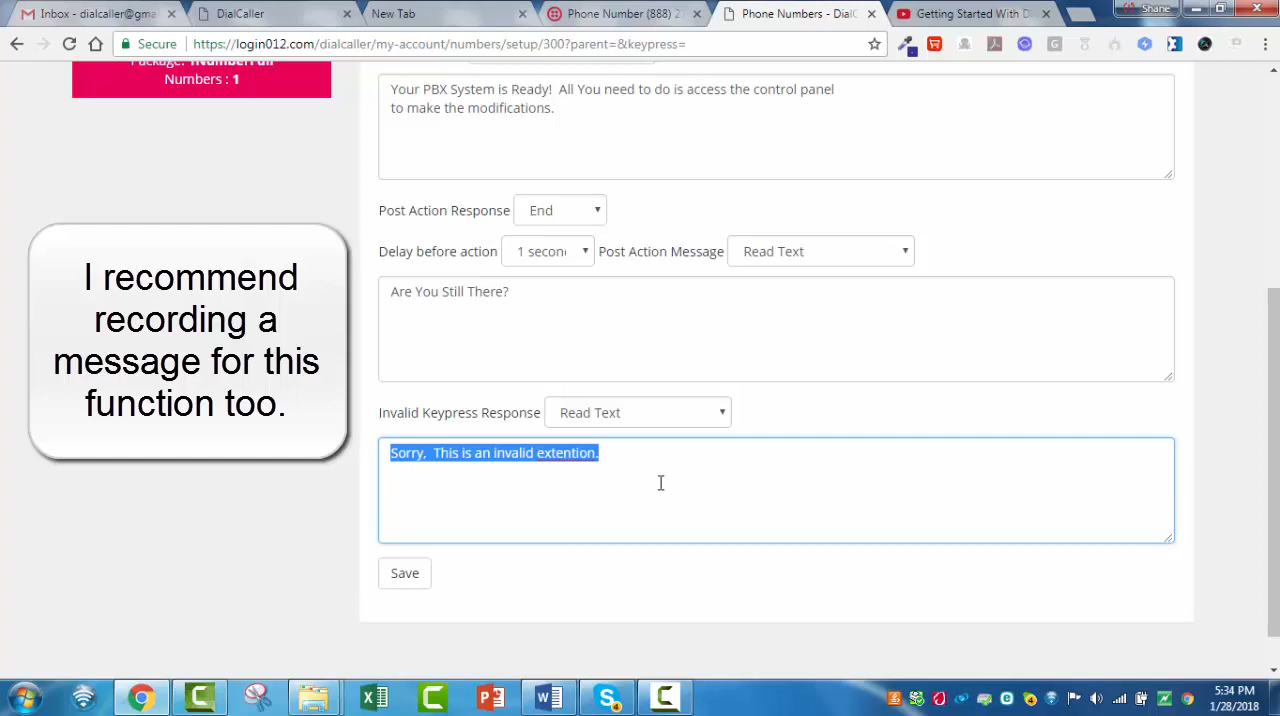 Inbox - dialcaller@gma
DialCaller
New Tab
Phone Number (888) 2
Phone Numbers - DialC
Getting Started With D
Shane
Secure
https://login012.com/dialcaller/my-account/numbers/setup/300?parent=&keypress=
Numbers : 1
Your PBX System is Ready!  All You need to do is access the control panel
to make the modifications.
Post Action Response
End
Delay before action
1 second
Post Action Message
Read Text
Are You Still There?
I recommend
recording a
message for this
function too.
Invalid Keypress Response
Read Text
Sorry,  This is an invalid extention.
Save
5:34 PM
1/28/2018